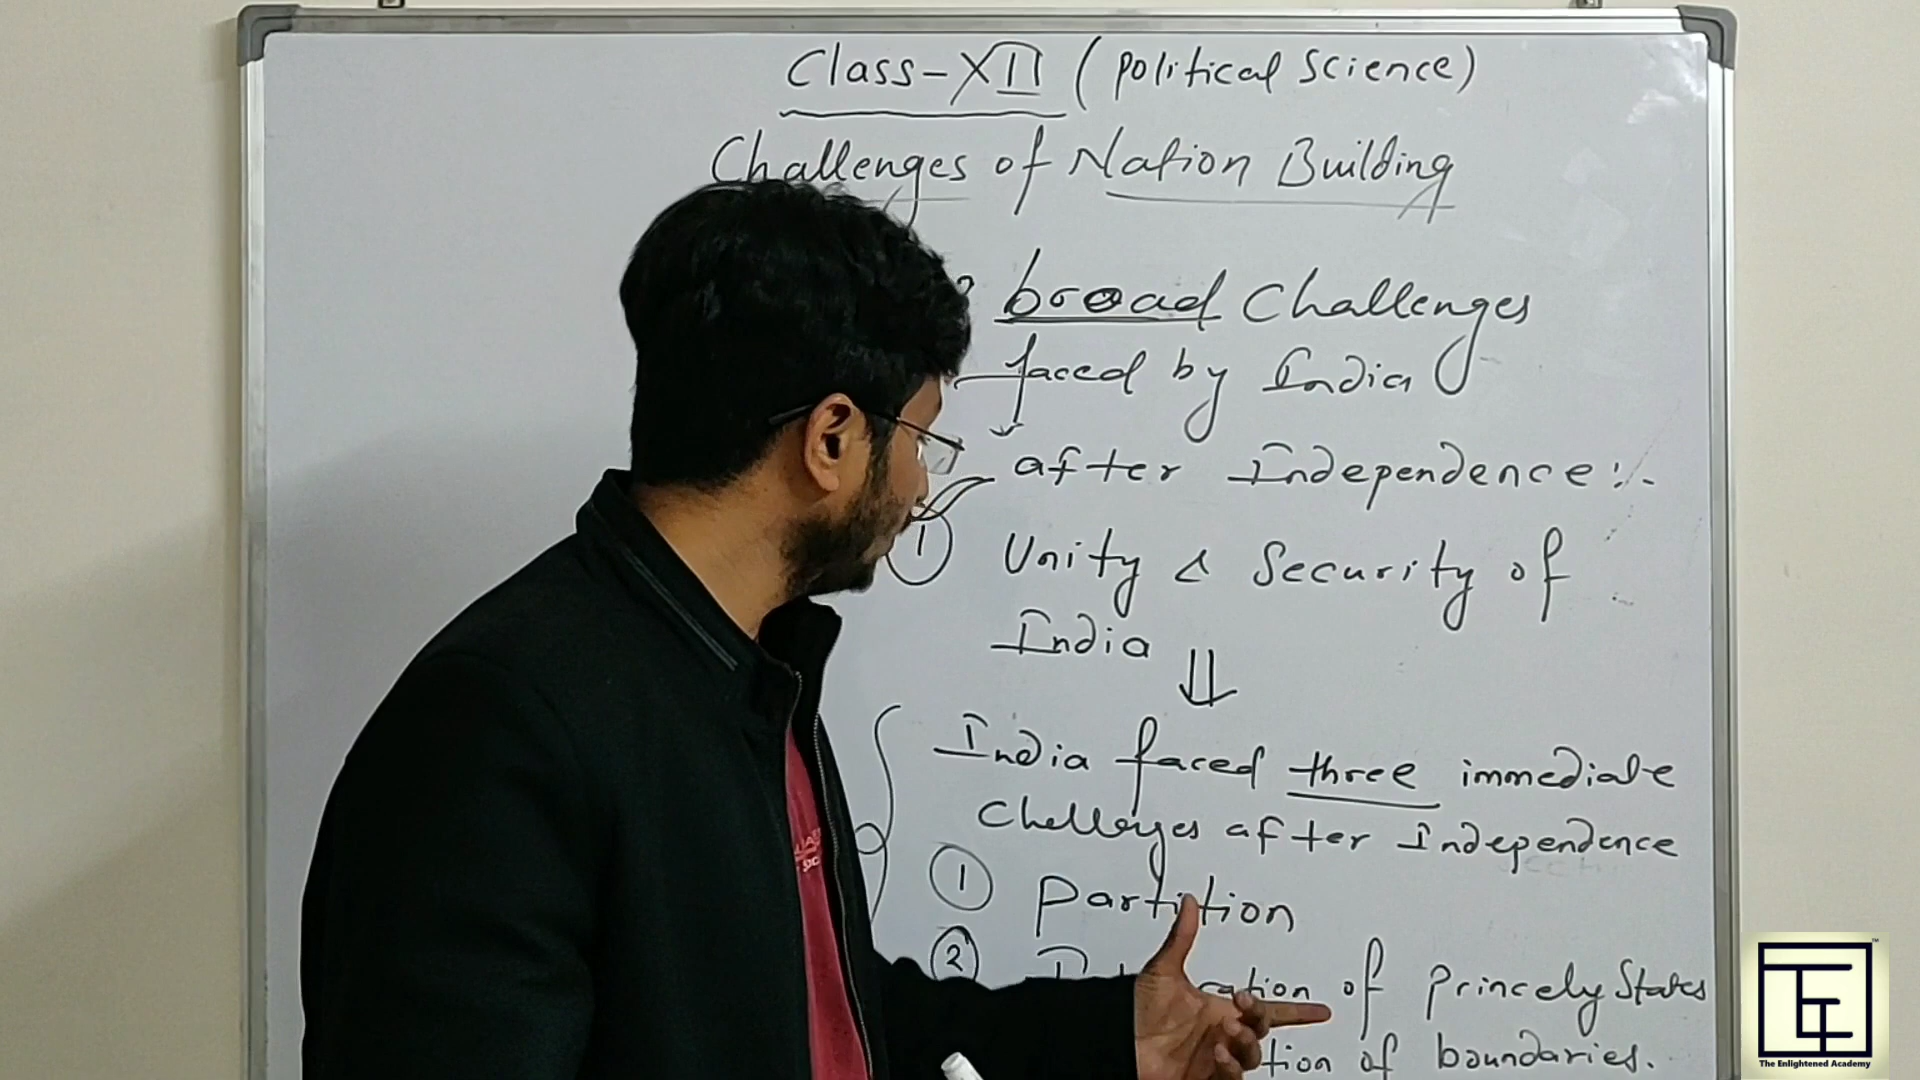 Class-XII (Political Science)
Challenges of Nation Building
broad Challenges
faced by India
after Independence:-
① Unity & Security of
India
⇓
India faced three immediate
Challenges after Independence
① Partition
② of Princely States
of boundaries.
The Enlightened Academy